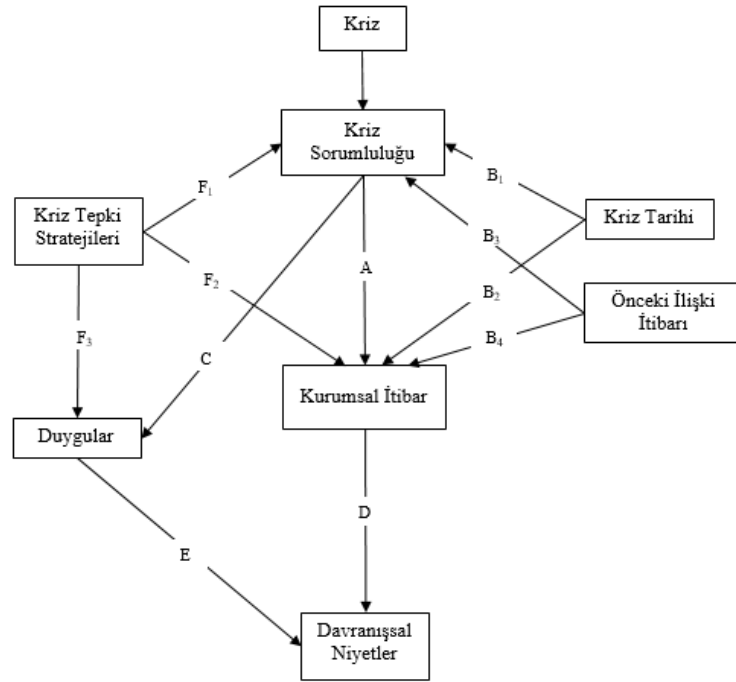 Kriz
Kriz
Sorumluluğu
F₁
B₁
Kriz Tepki
Stratejileri
Kriz Tarihi
B₃
A
F₂
B₂
Önceki İlişki
İtibarı
F₃
C
B₄
Kurumsal İtibar
Duygular
D
E
Davranışsal
Niyetler